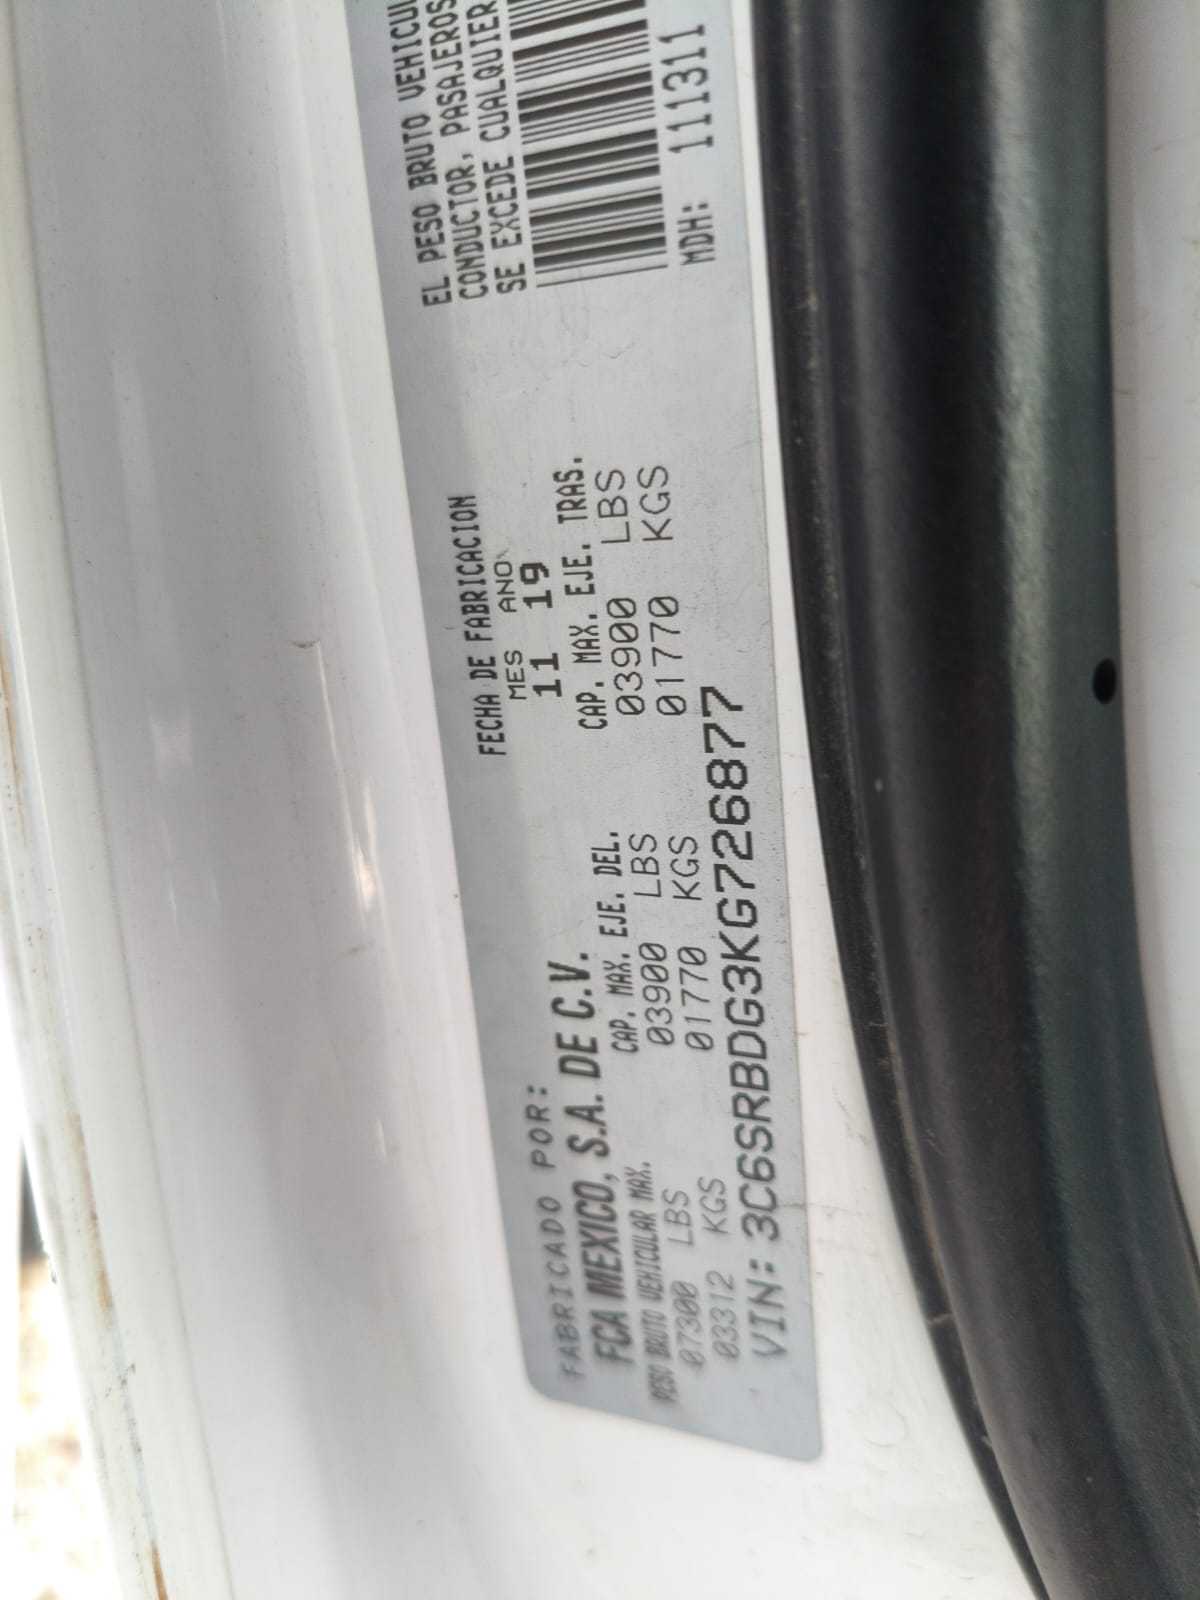 FABRICADO POR:
FCA MEXICO, S.A. DE C.V.
FECHA DE FABRICACION
MES ANO
11 19
PESO BRUTO VEHICULAR MAX.
07300 LBS
03312 KGS
CAP. MAX. EJE. DEL.
03900 LBS
01770 KGS
CAP. MAX. EJE. TRAS.
03900 LBS
01770 KGS
VIN: 3C6SRBDG3KG726877
EL PESO BRUTO
CONDUCTOR, PASAJEROS
SE EXCEDE CUALQUIER
MDH: 111311